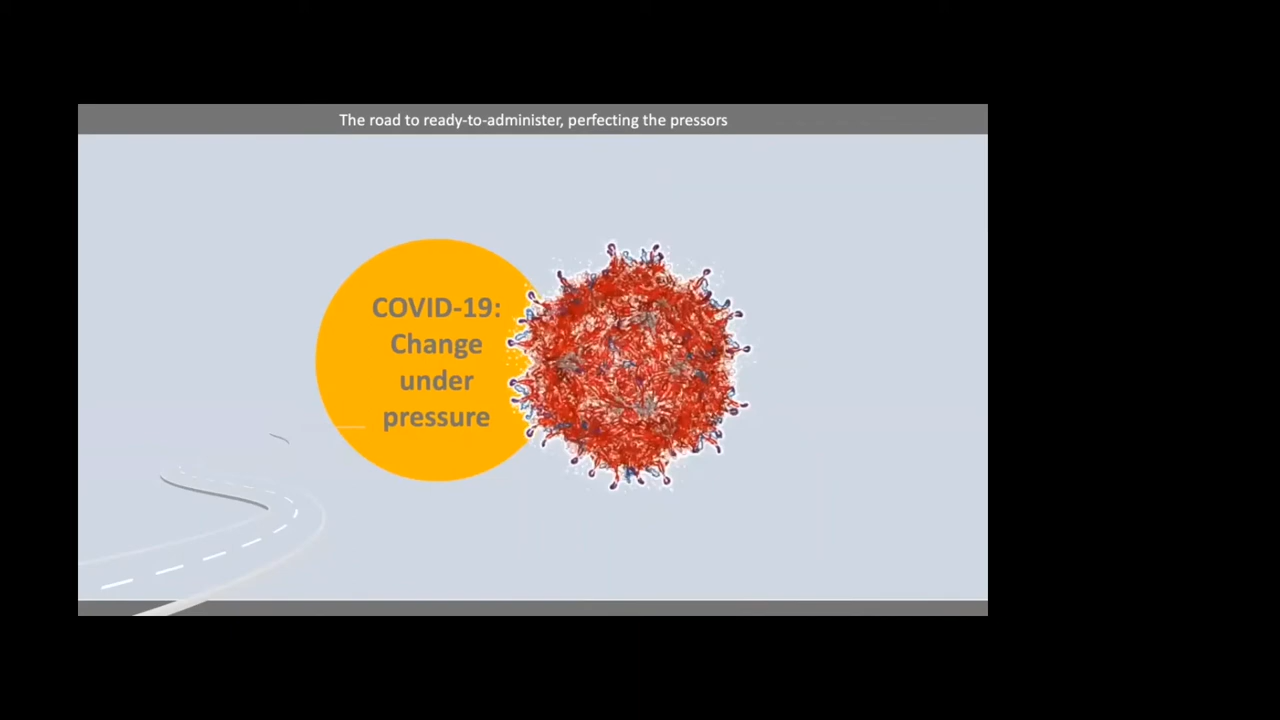 The road to ready-to-administer, perfecting the pressors
COVID-19:
Change
under
pressure